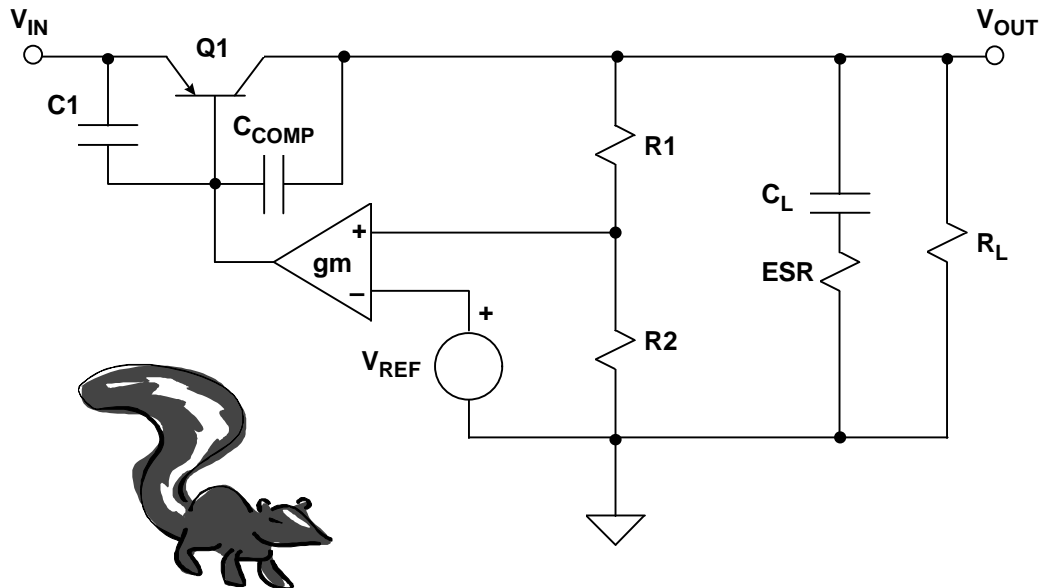 V_IN
Q1
V_OUT
C1
C_COMP
R1
C_L
+
gm
−
ESR
R_L
+
V_REF
R2